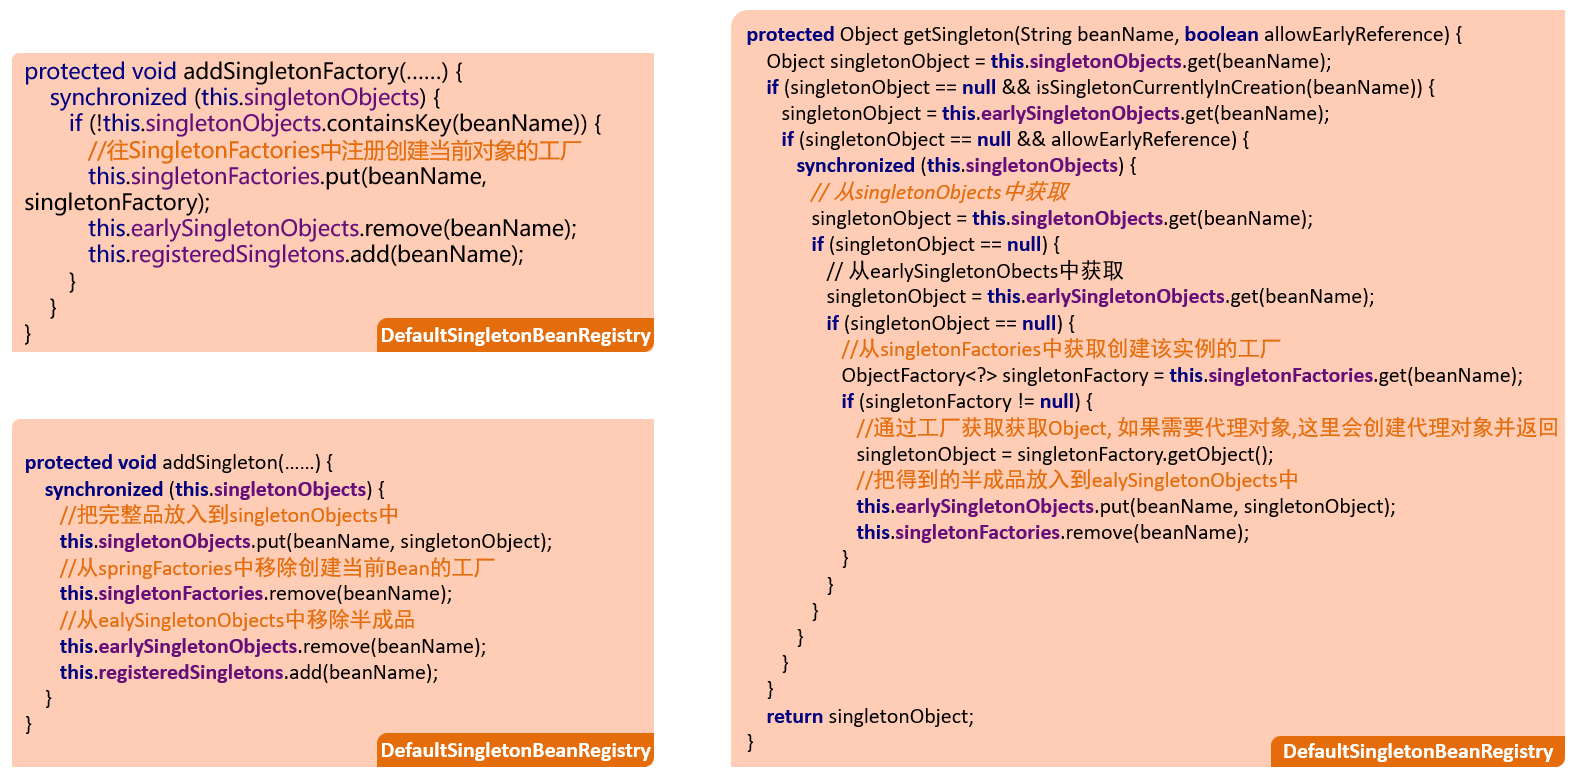 protected void addSingletonFactory(......) {
synchronized (this.singletonObjects) {
if (!this.singletonObjects.containsKey(beanName)) {
//往SingletonFactories中注册创建当前对象的工厂
this.singletonFactories.put(beanName,
singletonFactory);
this.earlySingletonObjects.remove(beanName);
this.registeredSingletons.add(beanName);
}
}
}
DefaultSingletonBeanRegistry
protected void addSingleton(......) {
synchronized (this.singletonObjects) {
//把完整品放入到singletonObjects中
this.singletonObjects.put(beanName, singletonObject);
//从springFactories中移除创建当前Bean的工厂
this.singletonFactories.remove(beanName);
//从ealySingletonObjects中移除半成品
this.earlySingletonObjects.remove(beanName);
this.registeredSingletons.add(beanName);
}
}
DefaultSingletonBeanRegistry
protected Object getSingleton(String beanName, boolean allowEarlyReference) {
Object singletonObject = this.singletonObjects.get(beanName);
if (singletonObject == null && isSingletonCurrentlyInCreation(beanName)) {
singletonObject = this.earlySingletonObjects.get(beanName);
if (singletonObject == null && allowEarlyReference) {
synchronized (this.singletonObjects) {
// 从singletonObjects中获取
singletonObject = this.singletonObjects.get(beanName);
if (singletonObject == null) {
// 从earlySingletonObects中获取
singletonObject = this.earlySingletonObjects.get(beanName);
if (singletonObject == null) {
//从singletonFactories中获取创建该实例的工厂
ObjectFactory<?> singletonFactory = this.singletonFactories.get(beanName);
if (singletonFactory != null) {
//通过工厂获取获取Object, 如果需要代理对象,这里会创建代理对象并返回
singletonObject = singletonFactory.getObject();
//把得到的半成品放入到ealySingletonObjects中
this.earlySingletonObjects.put(beanName, singletonObject);
this.singletonFactories.remove(beanName);
}
}
}
}
}
}
return singletonObject;
}
DefaultSingletonBeanRegistry